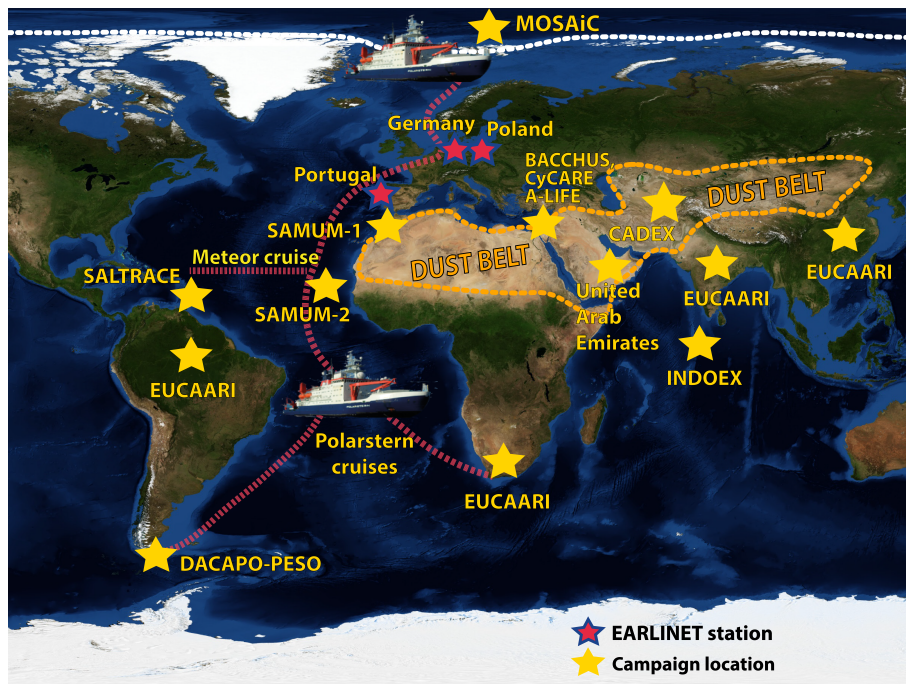 MOSAiC
Germany
Poland
BACCHUS,
CyCARE
A-LIFE
Portugal
DUST BELT
SAMUM-1
CADEX
Meteor cruise
DUST BELT
SALTRACE
EUCAARI
United
Arab
Emirates
EUCAARI
SAMUM-2
EUCAARI
INDOEX
Polarstern
cruises
EUCAARI
DACAPO-PESO
EARLINET station
Campaign location